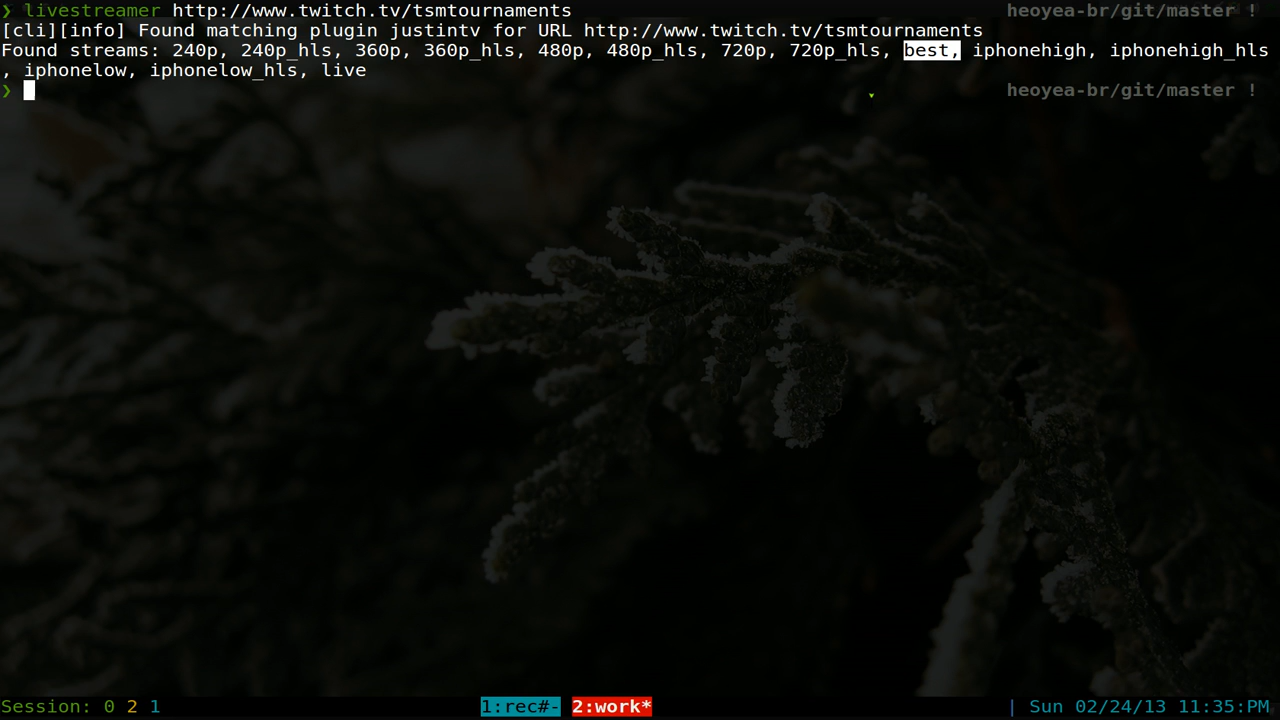 ❯ livestreamer http://www.twitch.tv/tsmtournaments heoyea-br/git/master !
[cli][info] Found matching plugin justintv for URL http://www.twitch.tv/tsmtournaments
Found streams: 240p, 240p_hls, 360p, 360p_hls, 480p, 480p_hls, 720p, 720p_hls, best, iphonehigh, iphonehigh_hls
, iphonelow, iphonelow_hls, live
❯ heoyea-br/git/master !
Session: 0 2 1 1:rec#- 2:work* | Sun 02/24/13 11:35:PM